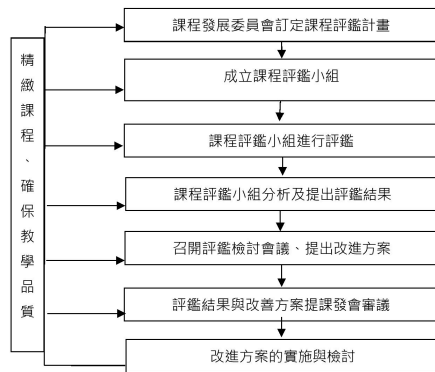 精緻課程、確保教學品質
課程發展委員會訂定課程評鑑計畫
成立課程評鑑小組
課程評鑑小組進行評鑑
課程評鑑小組分析及提出評鑑結果
召開評鑑檢討會議、提出改進方案
評鑑結果與改善方案提課發會審議
改進方案的實施與檢討